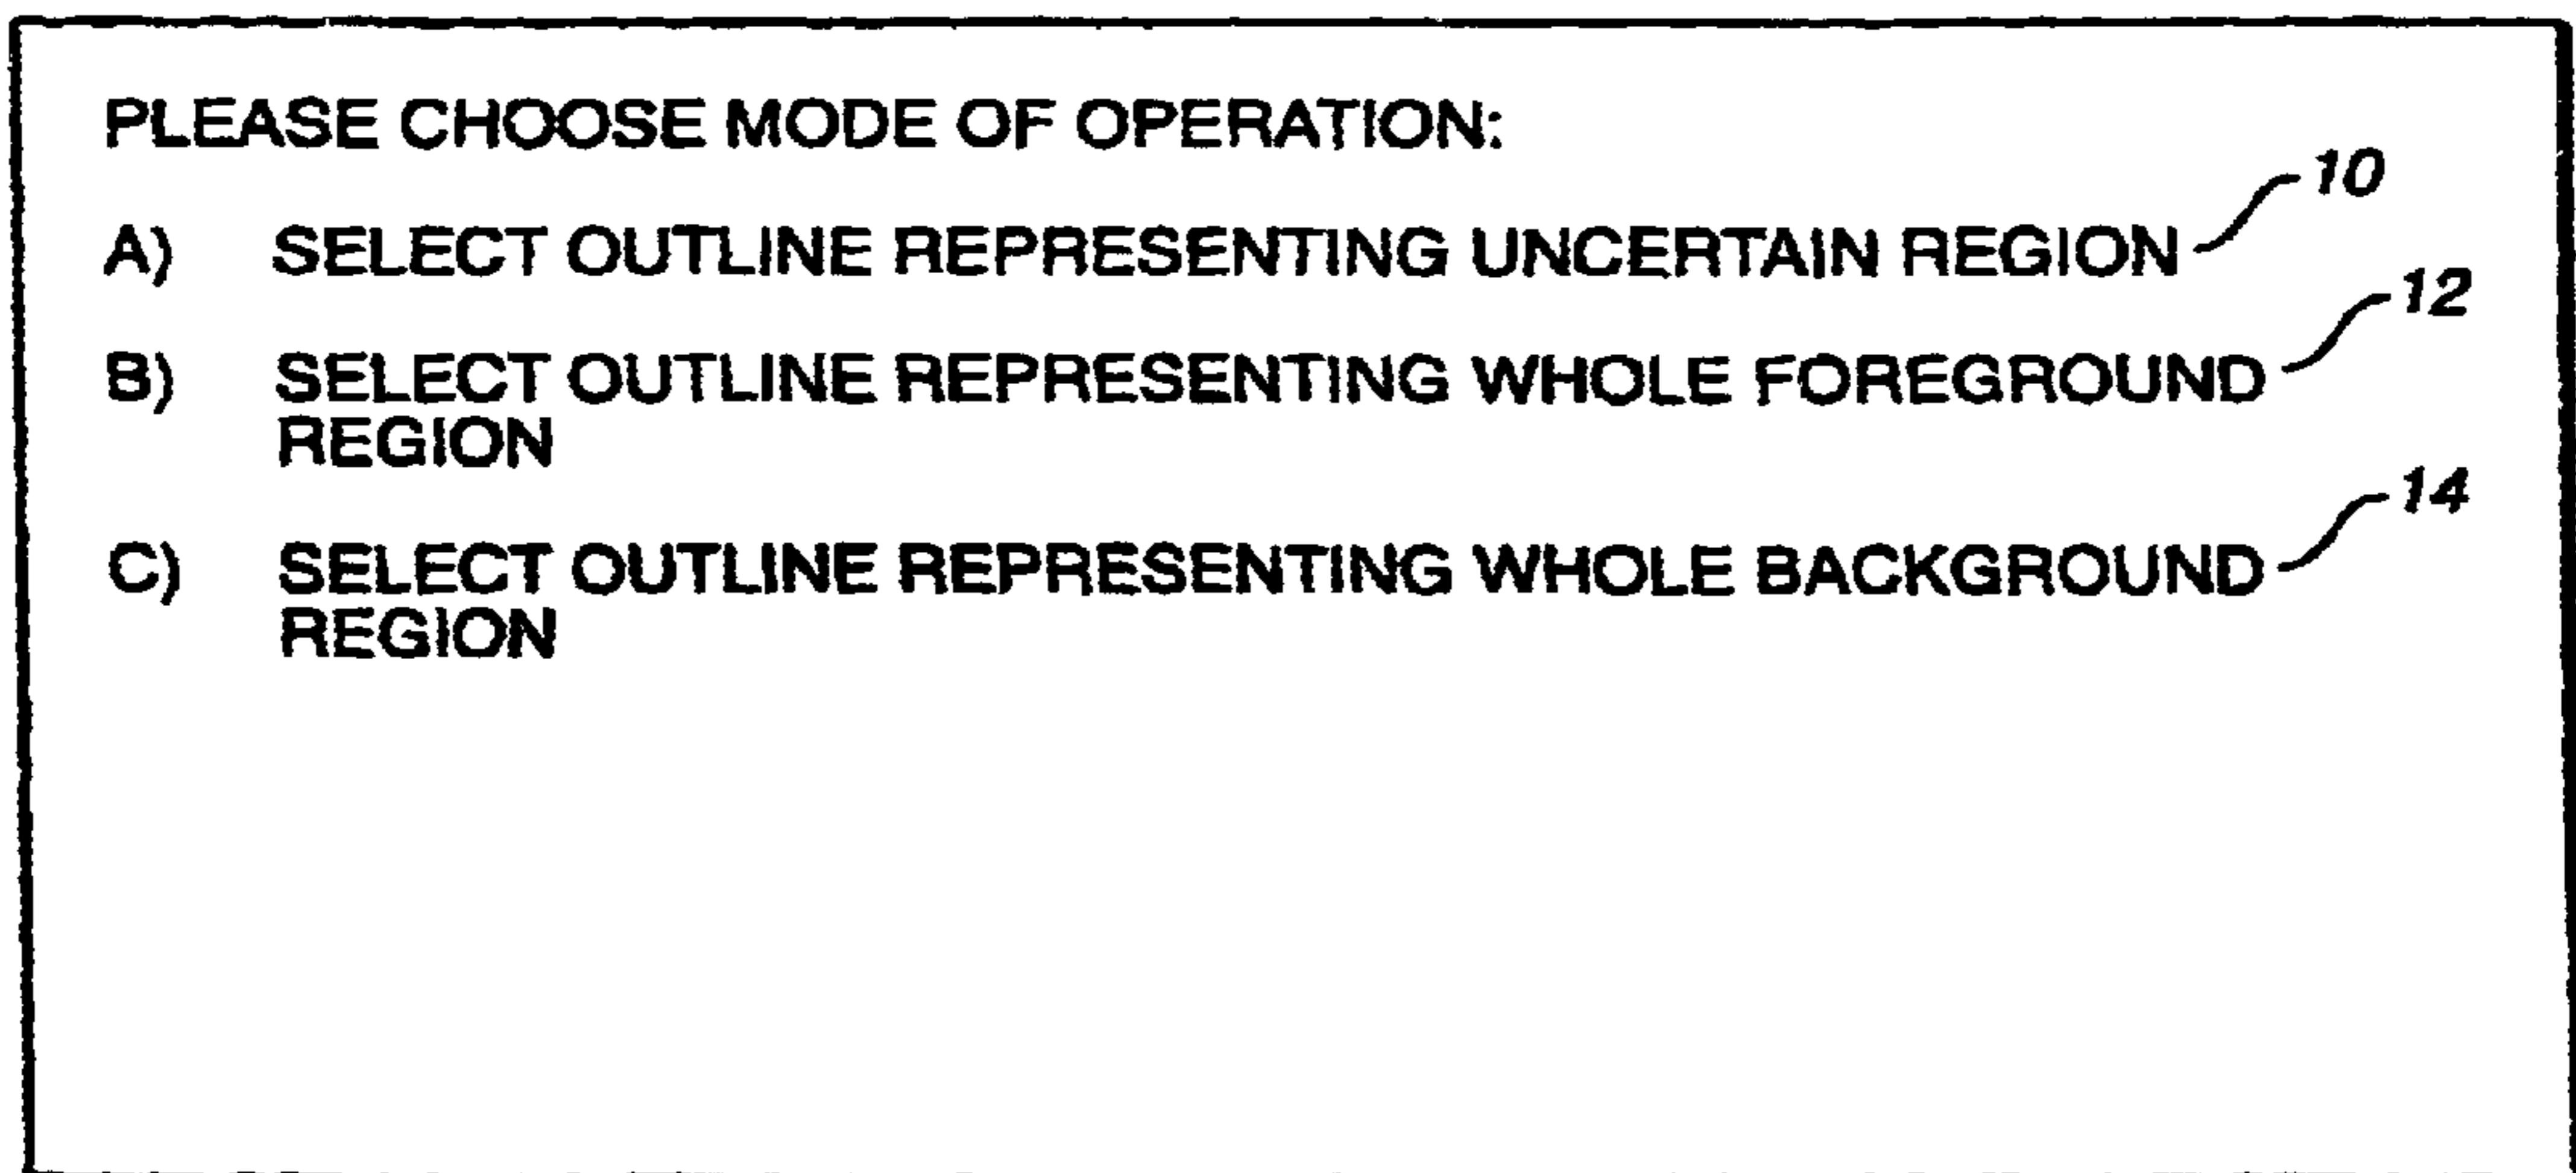 PLEASE CHOOSE MODE OF OPERATION:
10
A) SELECT OUTLINE REPRESENTING UNCERTAIN REGION
12
B) SELECT OUTLINE REPRESENTING WHOLE FOREGROUND
REGION
14
C) SELECT OUTLINE REPRESENTING WHOLE BACKGROUND
REGION